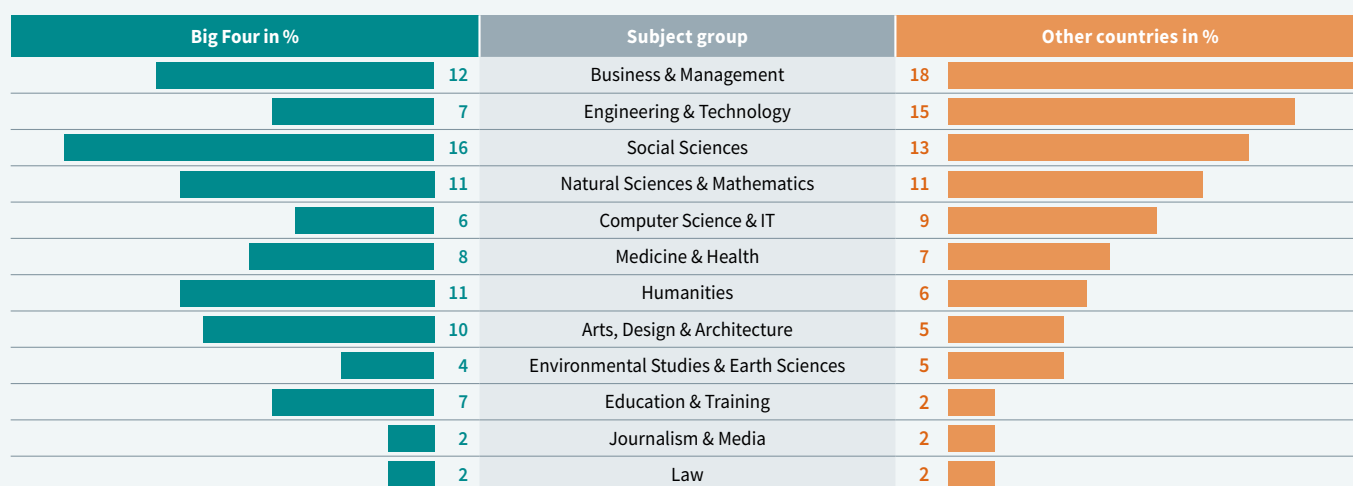 Big Four in % Subject group Other countries in %
12 Business & Management 18
7 Engineering & Technology 15
16 Social Sciences 13
11 Natural Sciences & Mathematics 11
6 Computer Science & IT 9
8 Medicine & Health 7
11 Humanities 6
10 Arts, Design & Architecture 5
4 Environmental Studies & Earth Sciences 5
7 Education & Training 2
2 Journalism & Media 2
2 Law 2